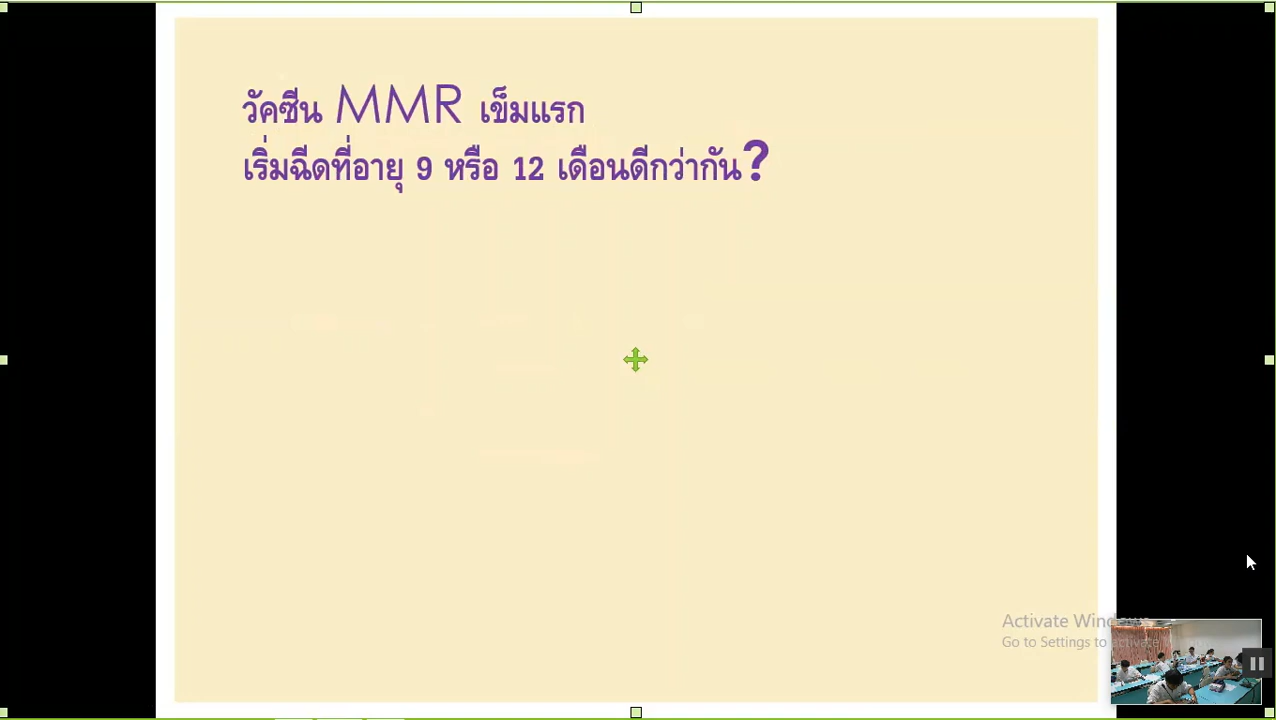 วัคซีน MMR เข็มแรก
เริ่มฉีดที่อายุ 9 หรือ 12 เดือนดีกว่ากัน?
Activate Windows
Go to Settings to activate